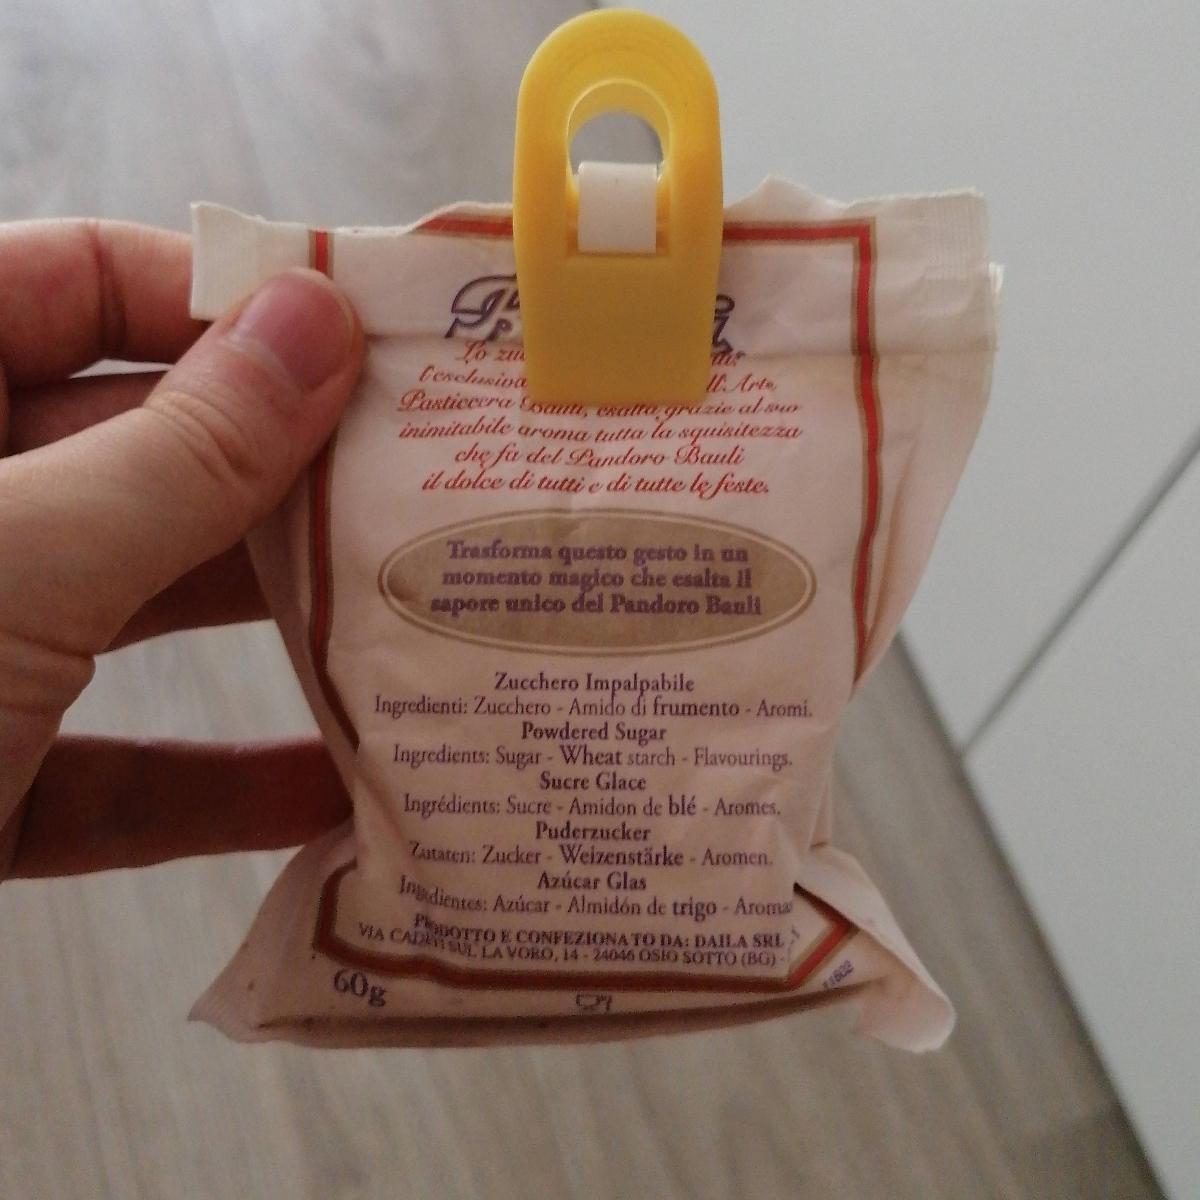 Lo zu
l'esclusiva ll'Arte
Pasticcera Bauli, esalta grazie al suo
inimitabile aroma tutta la squisitezza
che fa del Pandoro Bauli
il dolce di tutti e di tutte le feste.
Trasforma questo gesto in un
momento magico che esalta il
sapore unico del Pandoro Bauli
Zucchero Impalpabile
Ingredienti: Zucchero - Amido di frumento - Aromi.
Powdered Sugar
Ingredients: Sugar - Wheat starch - Flavourings.
Sucre Glace
Ingrédients: Sucre - Amidon de blé - Aromes.
Puderzucker
Zutaten: Zucker - Weizenstärke - Aromen.
Azúcar Glas
Ingredientes: Azúcar - Almidón de trigo - Aromas
PRODOTTO E CONFEZIONATO DA: DAILA SRL
VIA CADUTI SUL LAVORO, 14 - 24046 OSIO SOTTO (BG) -
60g